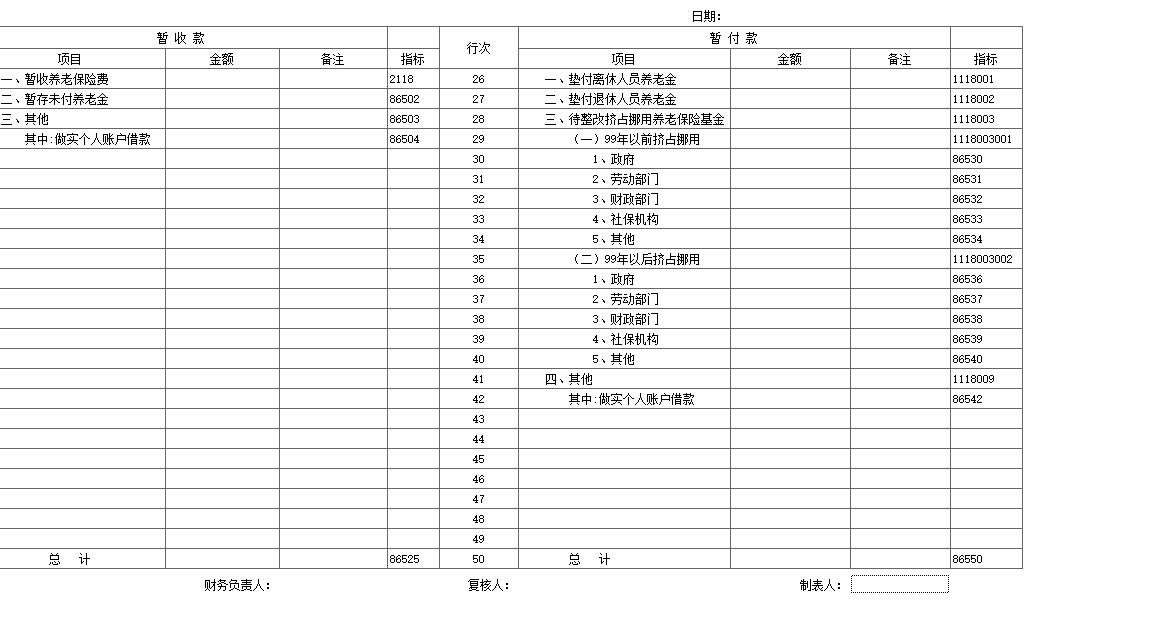 日期：
暂 收 款 行次 暂 付 款
项目 金额 备注 指标 项目 金额 备注 指标
一、暂收养老保险费 2118 26 一、垫付离休人员养老金 1118001
二、暂存未付养老金 86502 27 二、垫付退休人员养老金 1118002
三、其他 86503 28 三、待整改挤占挪用养老保险基金 1118003
其中:做实个人账户借款 86504 29 （一）99年以前挤占挪用 1118003001
30 1、政府 86530
31 2、劳动部门 86531
32 3、财政部门 86532
33 4、社保机构 86533
34 5、其他 86534
35 （二）99年以后挤占挪用 1118003002
36 1、政府 86536
37 2、劳动部门 86537
38 3、财政部门 86538
39 4、社保机构 86539
40 5、其他 86540
41 四、其他 1118009
42 其中:做实个人账户借款 86542
43
44
45
46
47
48
49
总 计 86525 50 总 计 86550
财务负责人： 复核人： 制表人：